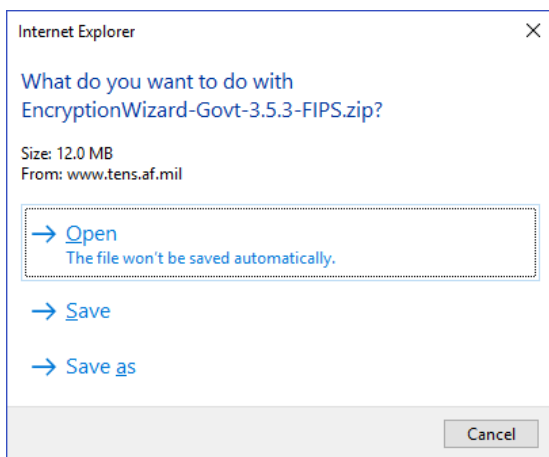 Internet Explorer
What do you want to do with
EncryptionWizard-Govt-3.5.3-FIPS.zip?
Size: 12.0 MB
From: www.tens.af.mil
Open
The file won't be saved automatically.
Save
Save as
Cancel